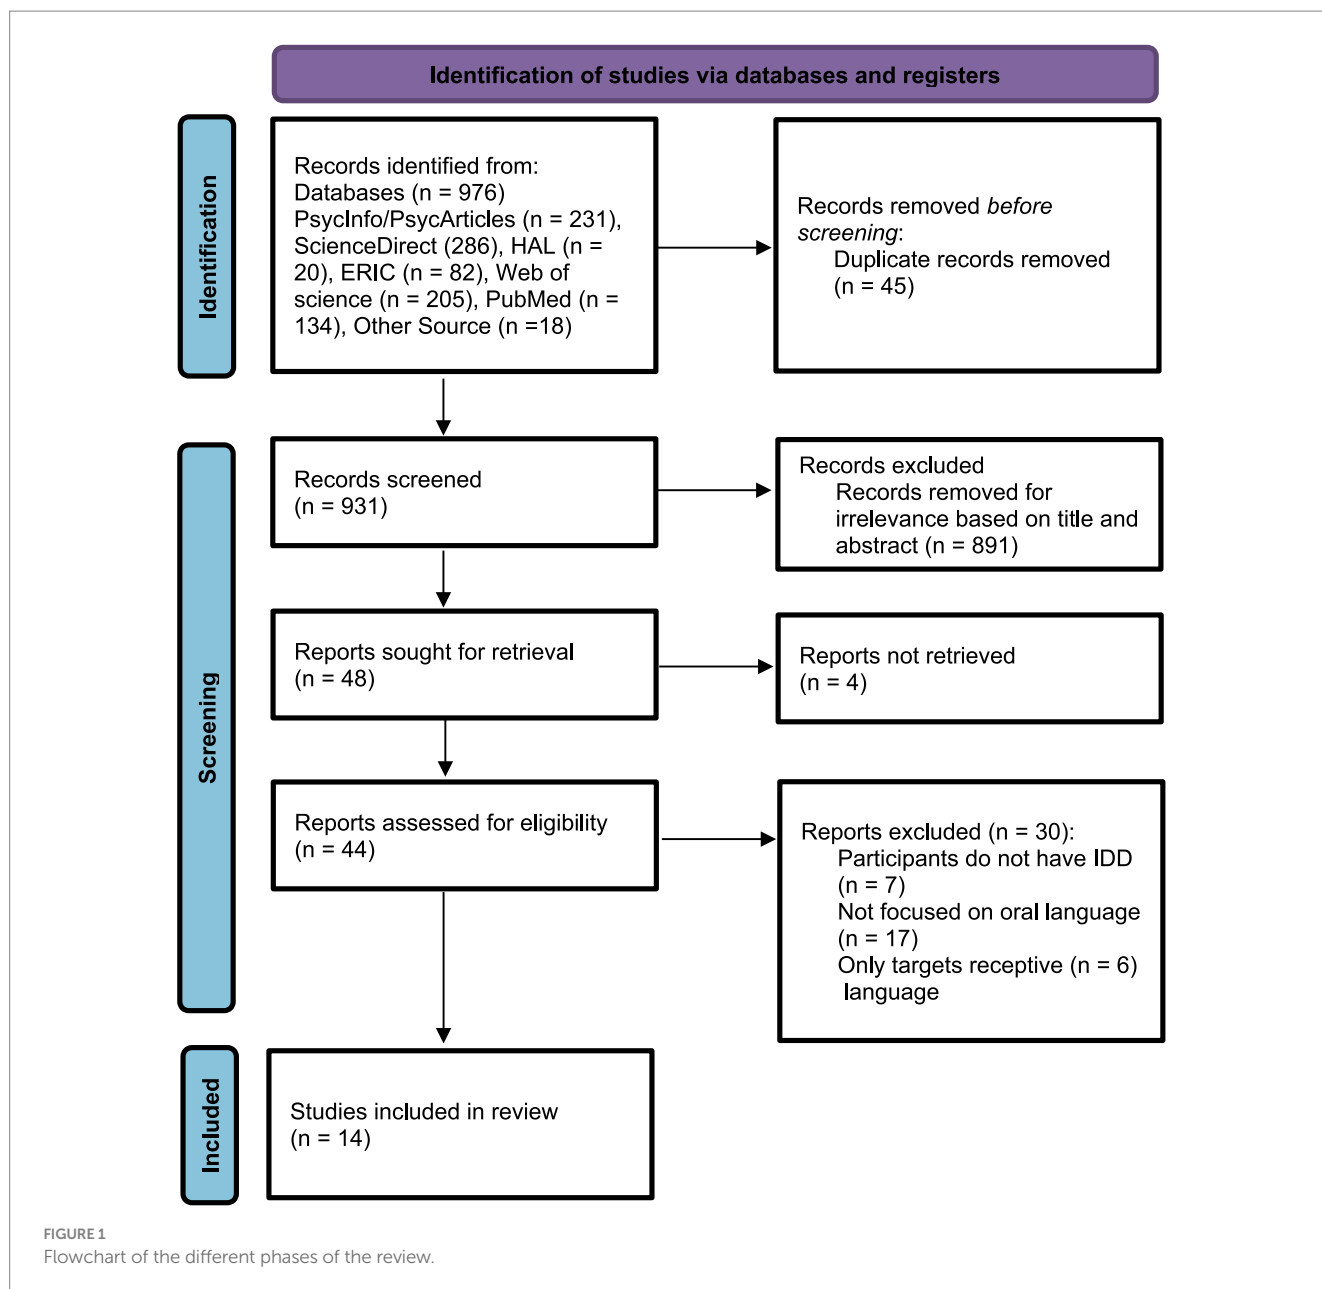 Identification of studies via databases and registers
Identification
Records identified from:
Databases (n = 976)
PsycInfo/PsycArticles (n = 231),
ScienceDirect (286), HAL (n =
20), ERIC (n = 82), Web of
science (n = 205), PubMed (n =
134), Other Source (n =18)
Records removed before
screening:
Duplicate records removed
(n = 45)
Screening
Records screened
(n = 931)
Records excluded
Records removed for
irrelevance based on title and
abstract (n = 891)
Reports sought for retrieval
(n = 48)
Reports not retrieved
(n = 4)
Reports assessed for eligibility
(n = 44)
Reports excluded (n = 30):
Participants do not have IDD
(n = 7)
Not focused on oral language
(n = 17)
Only targets receptive (n = 6)
language
Included
Studies included in review
(n = 14)
FIGURE 1
Flowchart of the different phases of the review.